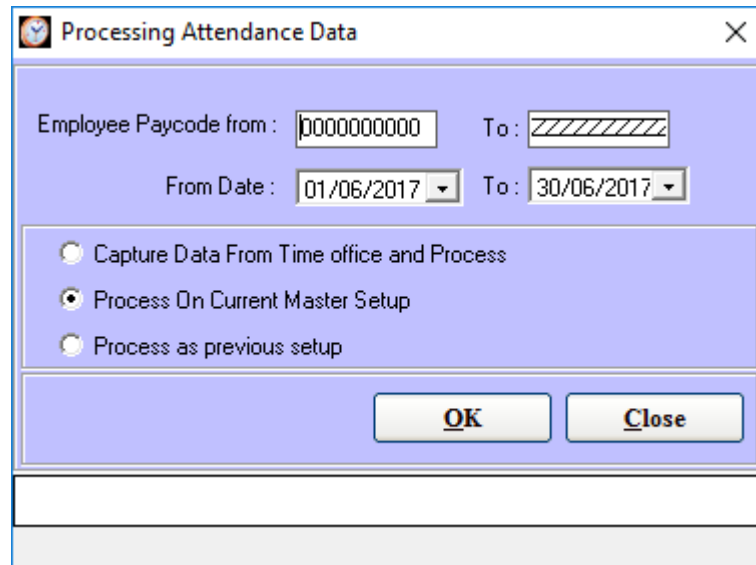 Processing Attendance Data
Employee Paycode from : 0000000000 To : ZZZZZZZZZZ
From Date : 01/06/2017 To : 30/06/2017
Capture Data From Time office and Process
Process On Current Master Setup
Process as previous setup
OK Close